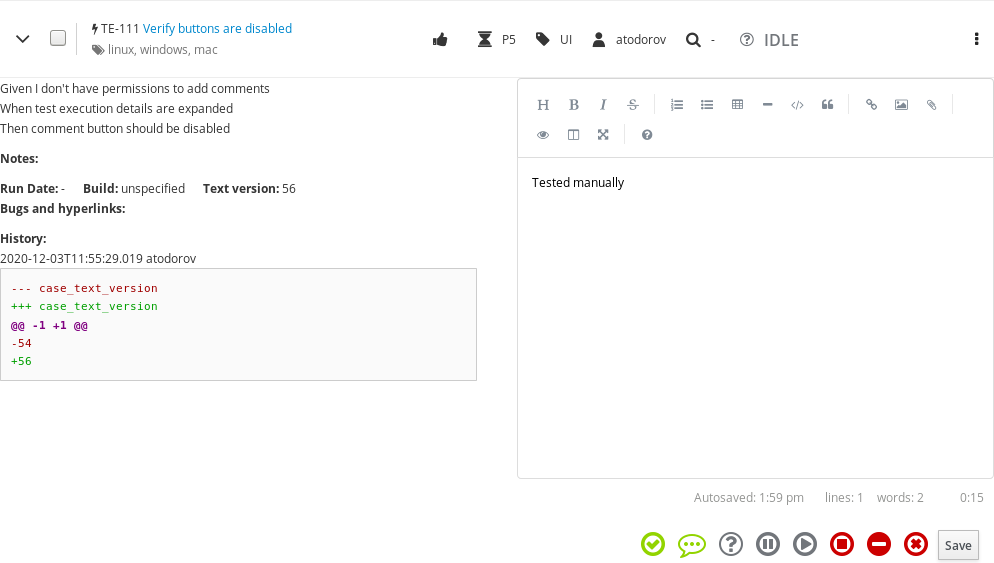 TE-111 Verify buttons are disabled
linux, windows, mac
P5 UI atodorov - IDLE
Given I don't have permissions to add comments
When test execution details are expanded
Then comment button should be disabled
Notes:
Run Date: - Build: unspecified Text version: 56
Bugs and hyperlinks:
History:
2020-12-03T11:55:29.019 atodorov
--- case_text_version
+++ case_text_version
@@ -1 +1 @@
-54
+56
H B I S
Tested manually
Autosaved: 1:59 pm lines: 1 words: 2 0:15
Save